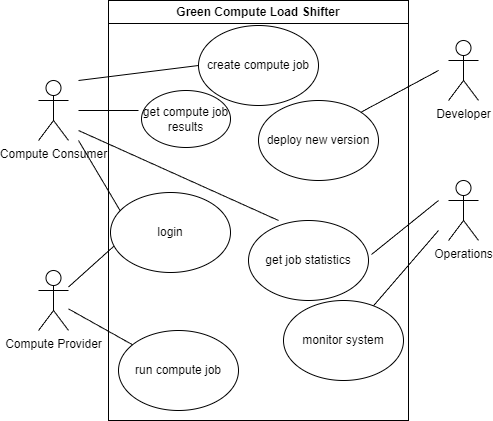 Green Compute Load Shifter
create compute job
get compute job
results
deploy new version
Developer
Compute Consumer
login
get job statistics
Operations
Compute Provider
monitor system
run compute job